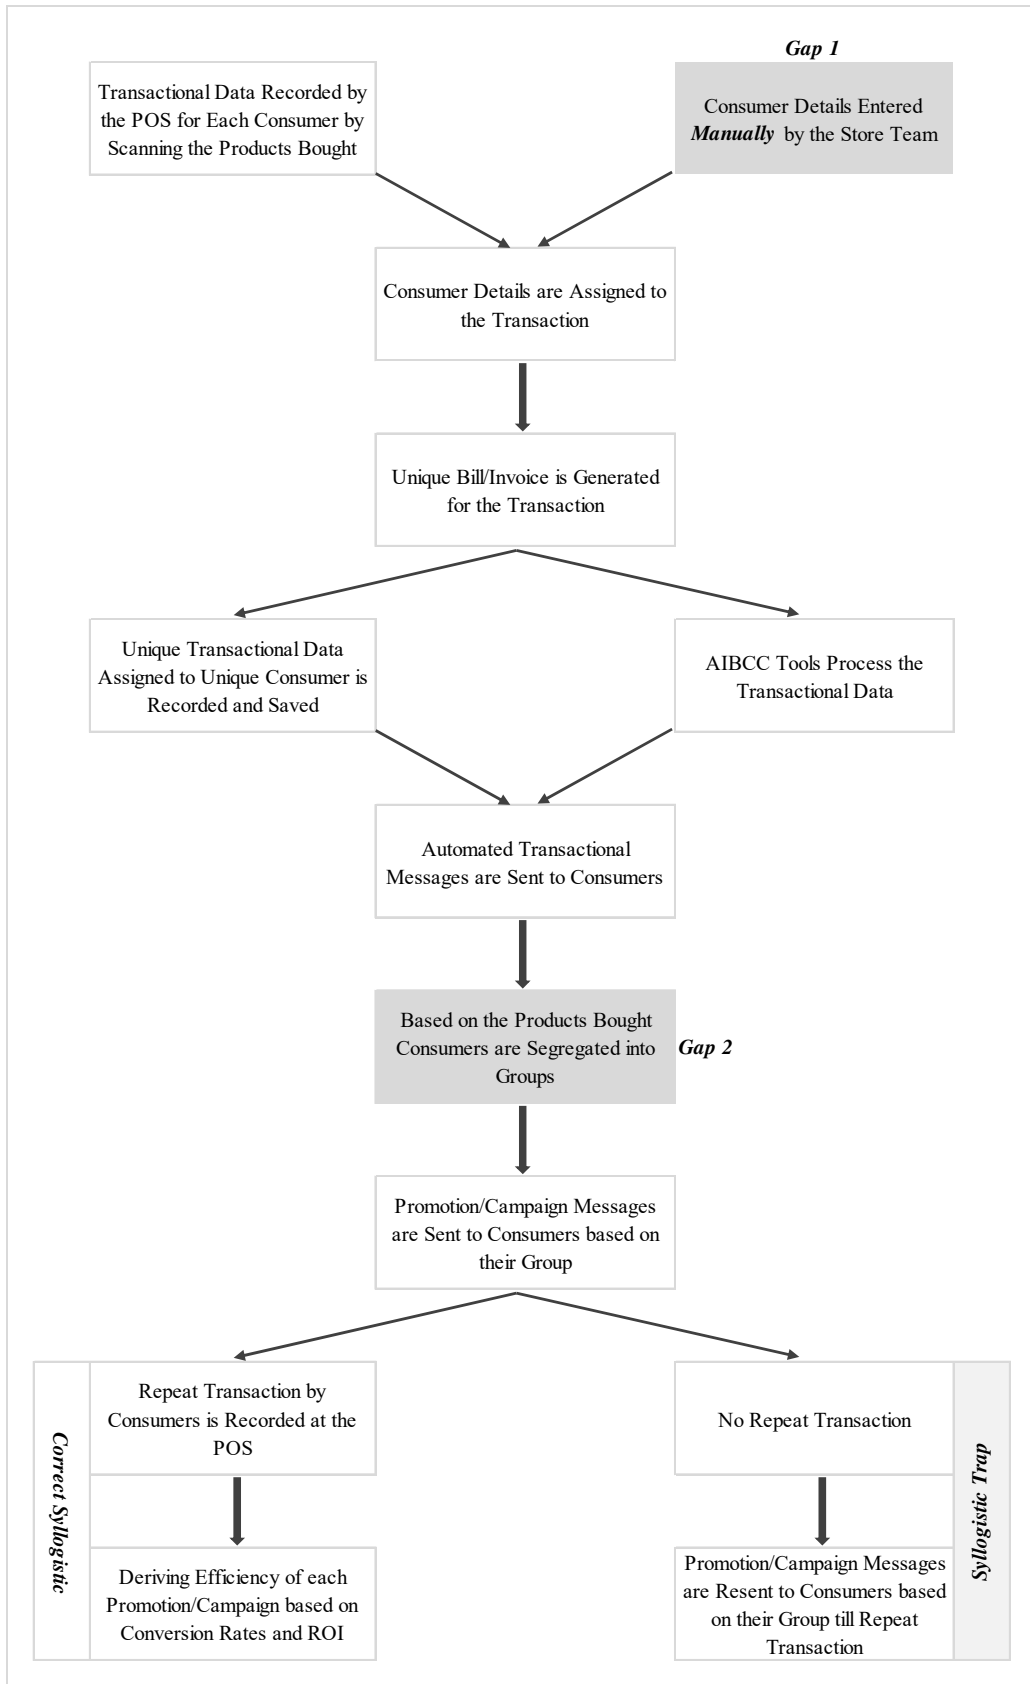 Gap 1
Transactional Data Recorded by
the POS for Each Consumer by
Scanning the Products Bought
Consumer Details Entered
Manually by the Store Team
Consumer Details are Assigned to
the Transaction
Unique Bill/Invoice is Generated
for the Transaction
Unique Transactional Data
Assigned to Unique Consumer is
Recorded and Saved
AIBCC Tools Process the
Transactional Data
Automated Transactional
Messages are Sent to Consumers
Based on the Products Bought
Consumers are Segregated into
Groups
Gap 2
Promotion/Campaign Messages
are Sent to Consumers based on
their Group
Correct Syllogistic
Repeat Transaction by
Consumers is Recorded at the
POS
No Repeat Transaction
Syllogistic Trap
Deriving Efficiency of each
Promotion/Campaign based on
Conversion Rates and ROI
Promotion/Campaign Messages
are Resent to Consumers based
on their Group till Repeat
Transaction